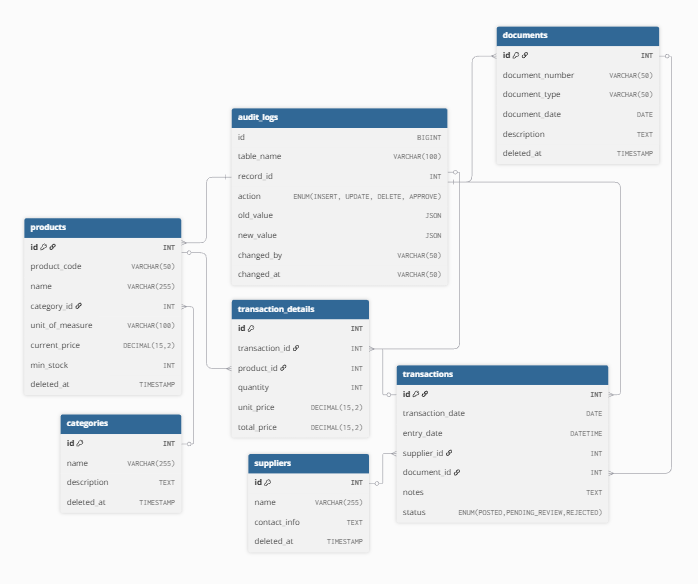 documents
id INT
document_number VARCHAR(50)
document_type VARCHAR(50)
document_date DATE
description TEXT
deleted_at TIMESTAMP
audit_logs
id BIGINT
table_name VARCHAR(100)
record_id INT
action ENUM(INSERT, UPDATE, DELETE, APPROVE)
old_value JSON
new_value JSON
changed_by VARCHAR(50)
changed_at VARCHAR(50)
products
id INT
product_code VARCHAR(50)
name VARCHAR(255)
category_id INT
unit_of_measure VARCHAR(100)
current_price DECIMAL(15,2)
min_stock INT
deleted_at TIMESTAMP
transaction_details
id INT
transaction_id INT
product_id INT
quantity INT
unit_price DECIMAL(15,2)
total_price DECIMAL(15,2)
transactions
id INT
transaction_date DATE
entry_date DATETIME
supplier_id INT
document_id INT
notes TEXT
status ENUM(POSTED,PENDING_REVIEW,REJECTED)
categories
id INT
name VARCHAR(255)
description TEXT
deleted_at TIMESTAMP
suppliers
id INT
name VARCHAR(255)
contact_info TEXT
deleted_at TIMESTAMP